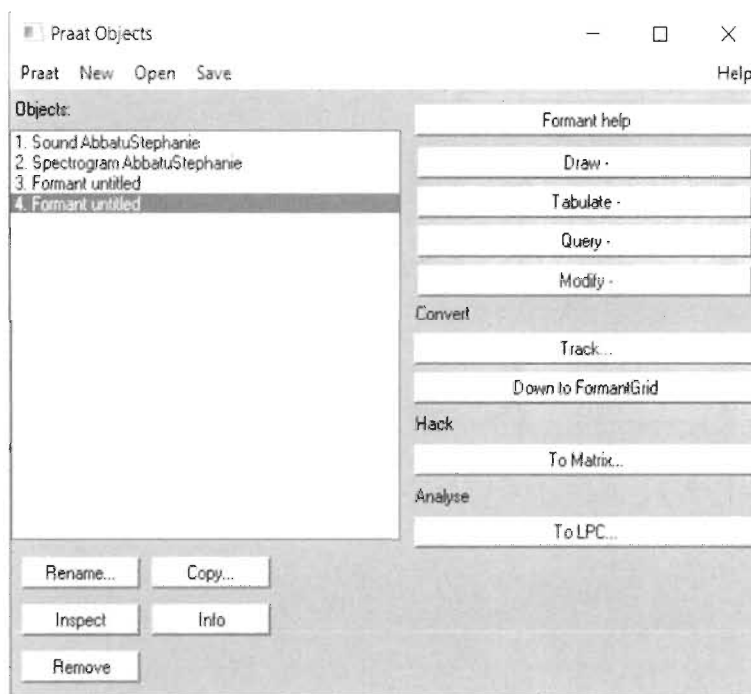 Praat Objects
Praat New Open Save Help
Objects:
1. Sound AbbatuStephanie
2. Spectrogram AbbatuStephanie
3. Formant untitled
4. Formant untitled
Formant help
Draw -
Tabulate -
Query -
Modify -
Convert
Track...
Down to FormantGrid
Hack
To Matrix...
Analyse
To LPC...
Rename... Copy...
Inspect Info
Remove